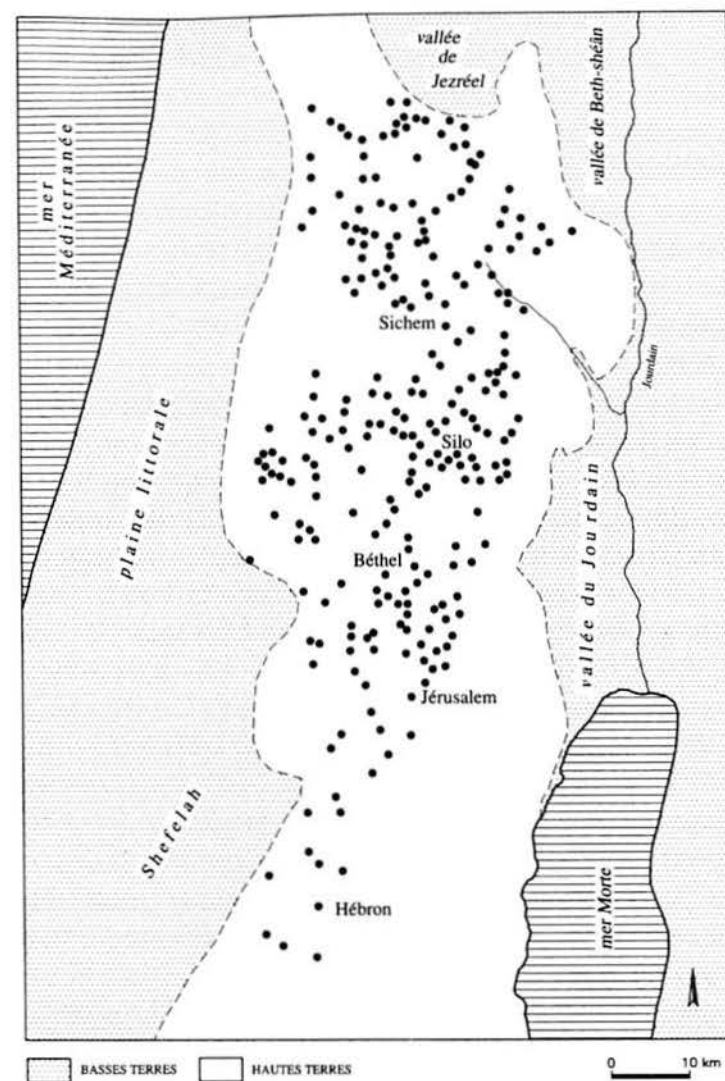 vallée
de
Jezréel
vallée de Beth-shéân
mer
Méditerranée
Sichem
Jourdain
plaine littorale
Silo
Béthel
vallée du Jourdain
Jérusalem
Shefelah
Hébron
mer Morte
BASSES TERRES
HAUTES TERRES
0 10 km